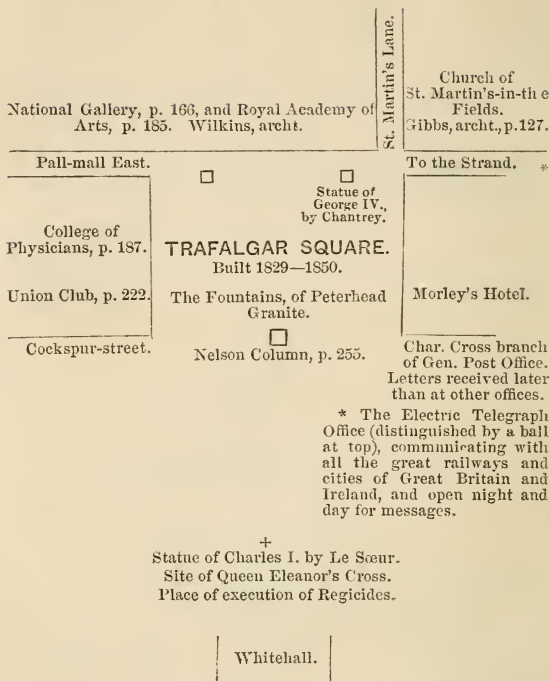 St. Martin's Lane.
National Gallery, p. 166, and Royal Academy of
Arts, p. 185. Wilkins, archt.
Church of
St. Martin's-in-the
Fields.
Gibbs, archt., p.127.
Pall-mall East.
To the Strand. *
Statue of
George IV.,
by Chantrey.
College of
Physicians, p. 187.
TRAFALGAR SQUARE.
Built 1829—1850.
Union Club, p. 222.
The Fountains, of Peterhead
Granite.
Morley's Hotel.
Cockspur-street.
Nelson Column, p. 255.
Char. Cross branch
of Gen. Post Office.
Letters received later
than at other offices.
* The Electric Telegraph
Office (distinguished by a ball
at top), communicating with
all the great railways and
cities of Great Britain and
Ireland, and open night and
day for messages.
+
Statue of Charles I. by Le Sœur.
Site of Queen Eleanor's Cross.
Place of execution of Regicides.
Whitehall.